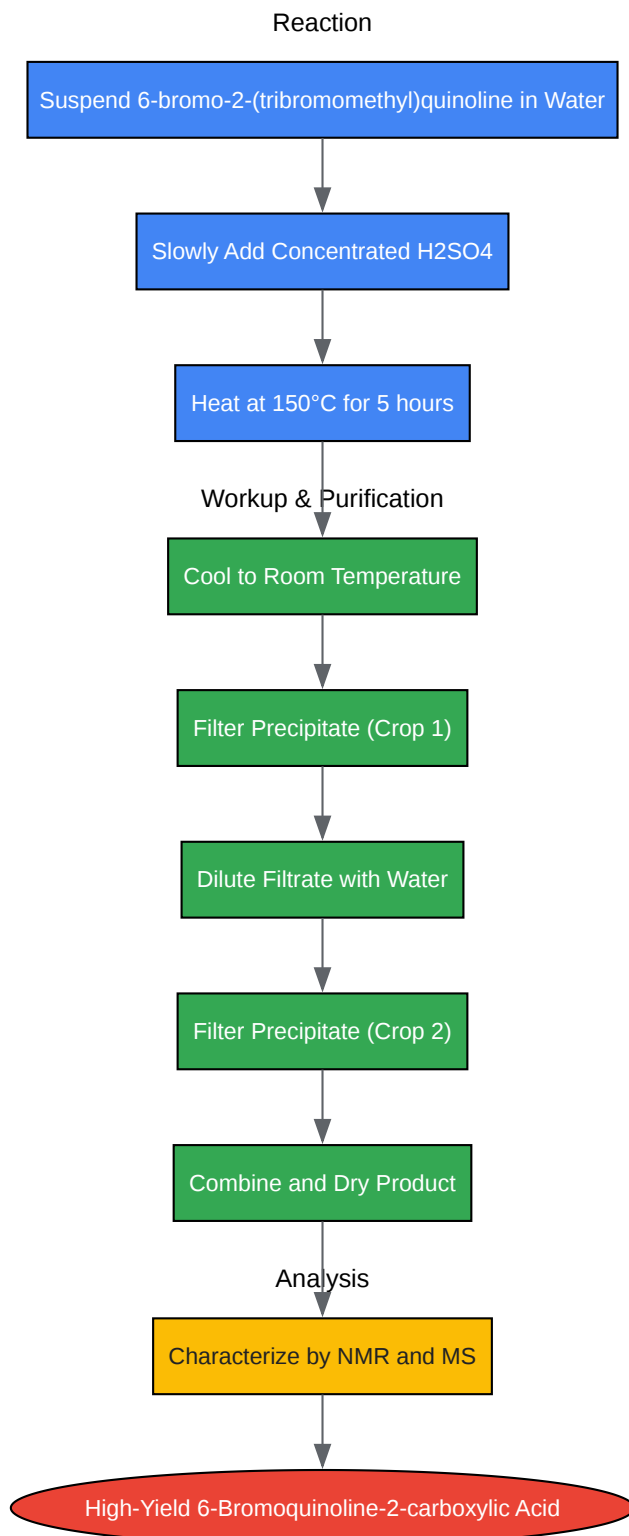 Reaction
Suspend 6-bromo-2-(tribromomethyl)quinoline in Water
Slowly Add Concentrated H2SO4
Heat at 150°C for 5 hours
Workup & Purification
Cool to Room Temperature
Filter Precipitate (Crop 1)
Dilute Filtrate with Water
Filter Precipitate (Crop 2)
Combine and Dry Product
Analysis
Characterize by NMR and MS
High-Yield 6-Bromoquinoline-2-carboxylic Acid